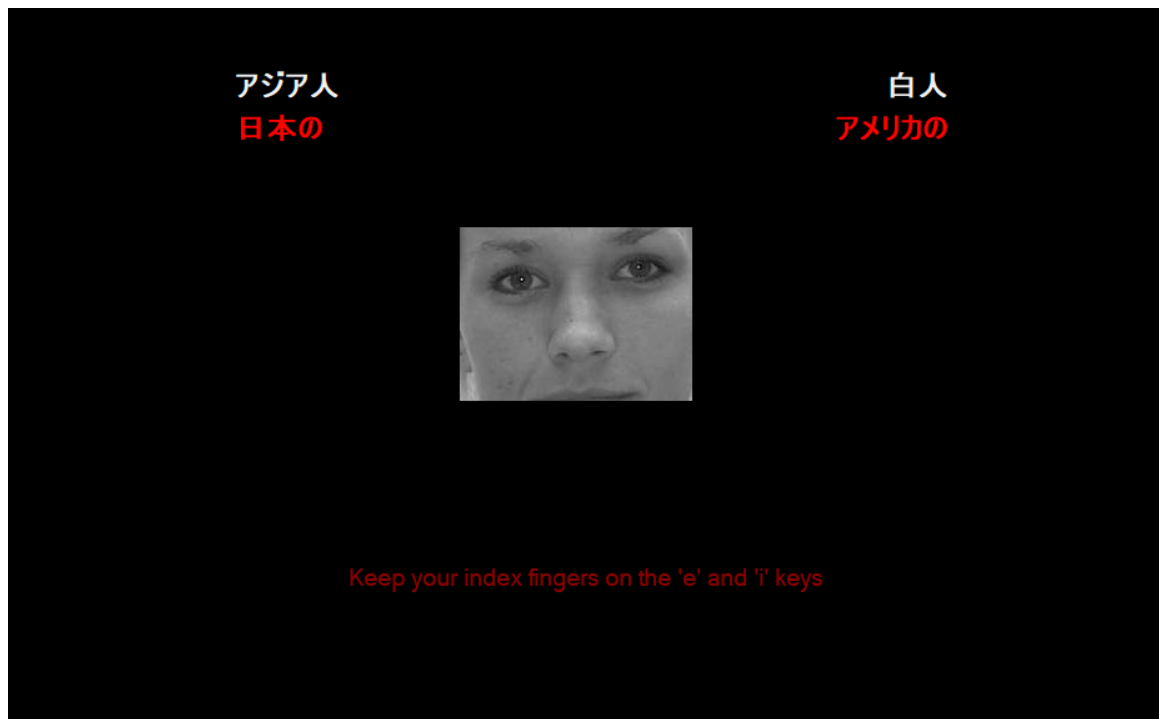 アジア人 白人
日本の アメリカの
Keep your index fingers on the 'e' and 'i' keys